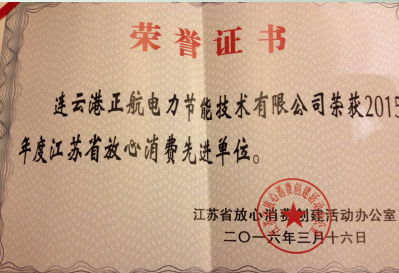 荣誉证书
连云港正航电力节能技术有限公司荣获2015
年度江苏省放心消费先进单位。
江苏省放心消费创建活动办公室
二〇一六年三月十六日